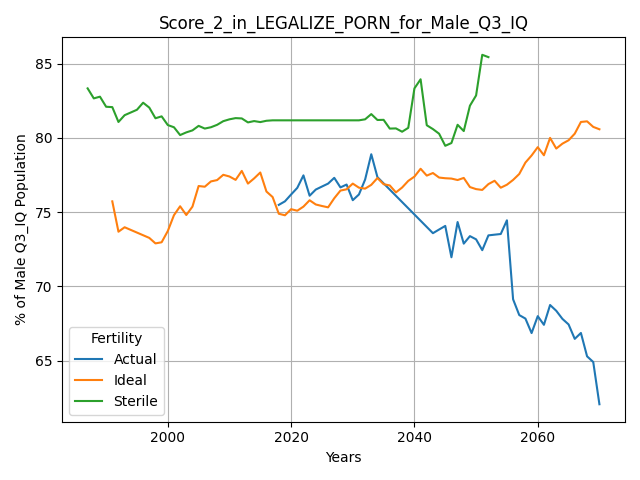 Score_2_in_LEGALIZE_PORN_for_Male_Q3_IQ
% of Male Q3_IQ Population
85
80
75
70
65
Fertility
Actual
Ideal
Sterile
2000
2020
2040
2060
Years